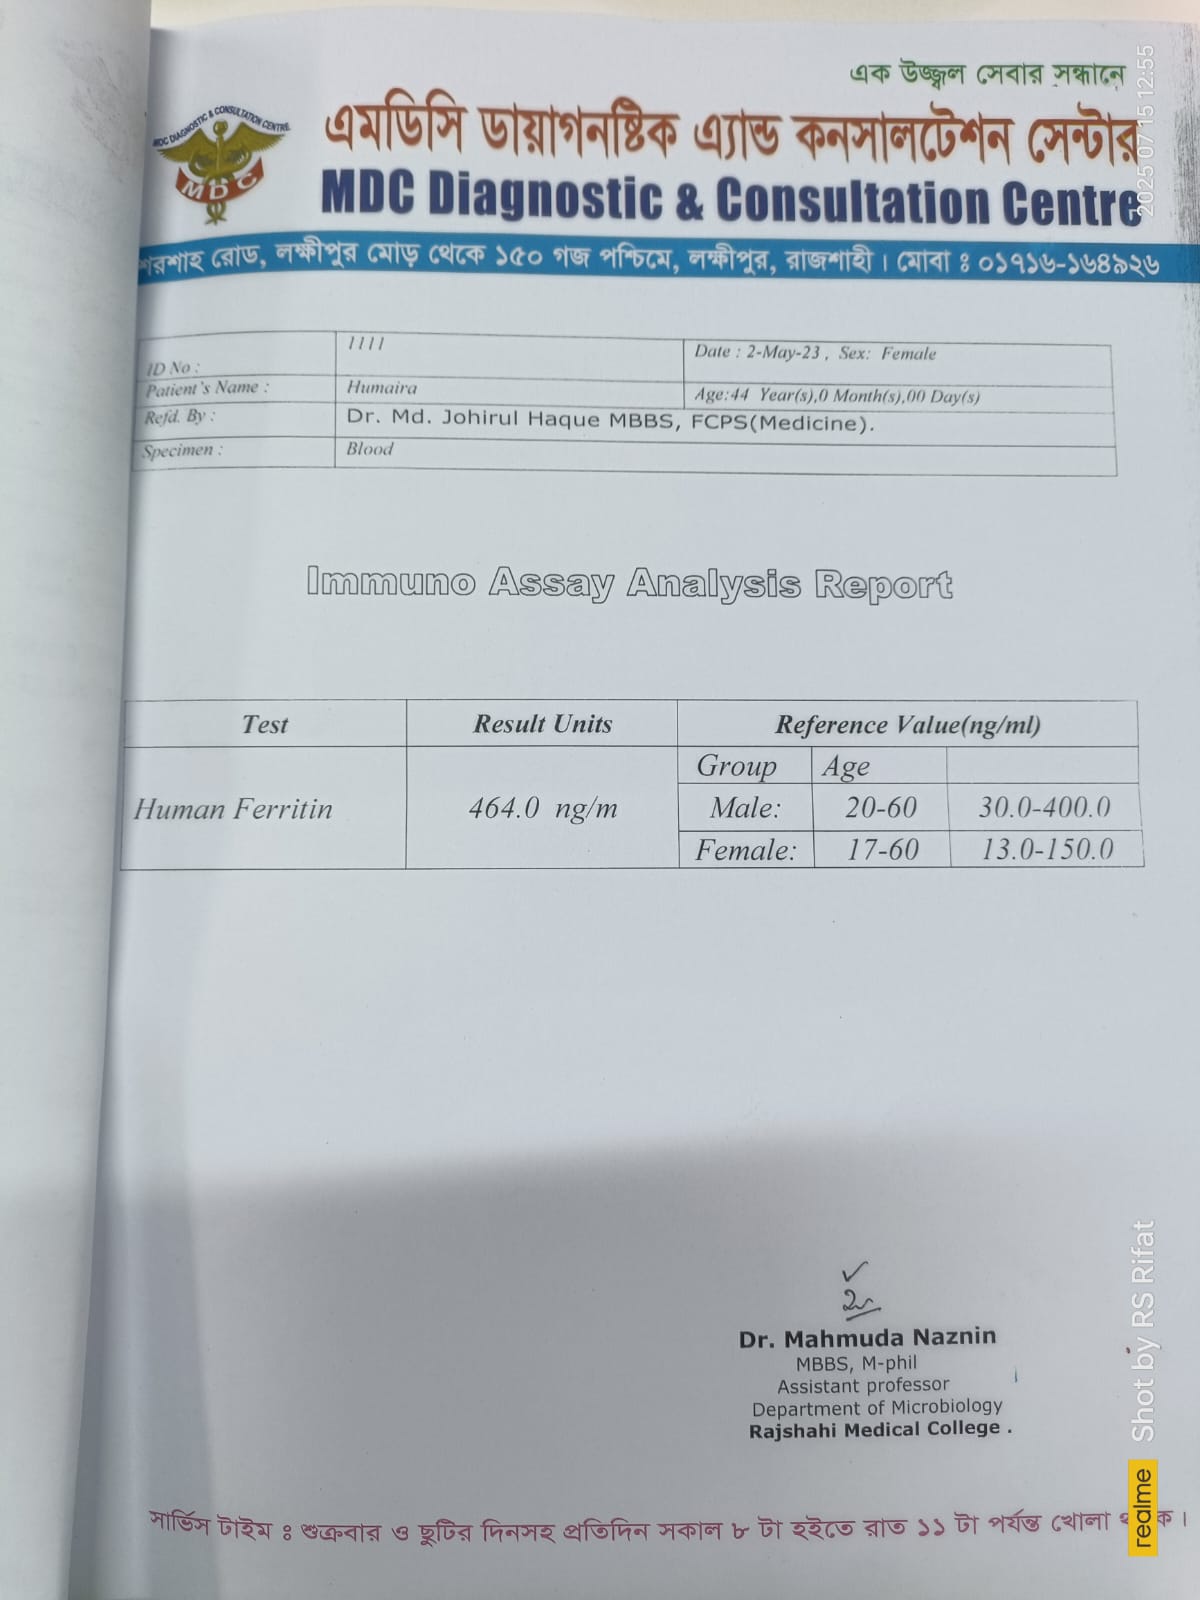 এক উজ্জ্বল সেবার সন্ধানে
MDC DIAGNOSTIC & CONSULTATION CENTRE
MDC
এমডিসি ডায়াগনষ্টিক এ্যান্ড কনসালটেশন সেন্টার
MDC Diagnostic & Consultation Centre
শেরশাহ রোড, লক্ষীপুর মোড় থেকে ১৫০ গজ পশ্চিমে, লক্ষীপুর, রাজশাহী। মোবা ঃ ০১৭১৬-১৬৪৯২৬
ID No : 1111 Date : 2-May-23 , Sex: Female
Patient's Name : Humaira Age:44 Year(s),0 Month(s),00 Day(s)
Refd. By : Dr. Md. Johirul Haque MBBS, FCPS(Medicine).
Specimen : Blood
Immuno Assay Analysis Report
Test Result Units Reference Value(ng/ml)
Group Age
Human Ferritin 464.0 ng/m Male: 20-60 30.0-400.0
Female: 17-60 13.0-150.0
Dr. Mahmuda Naznin
MBBS, M-phil
Assistant professor
Department of Microbiology
Rajshahi Medical College .
সার্ভিস টাইম ঃ শুক্রবার ও ছুটির দিনসহ প্রতিদিন সকাল ৮ টা হইতে রাত ১১ টা পর্যন্ত খোলা
realme Shot by RS Rifat
2025/07/15 12:55